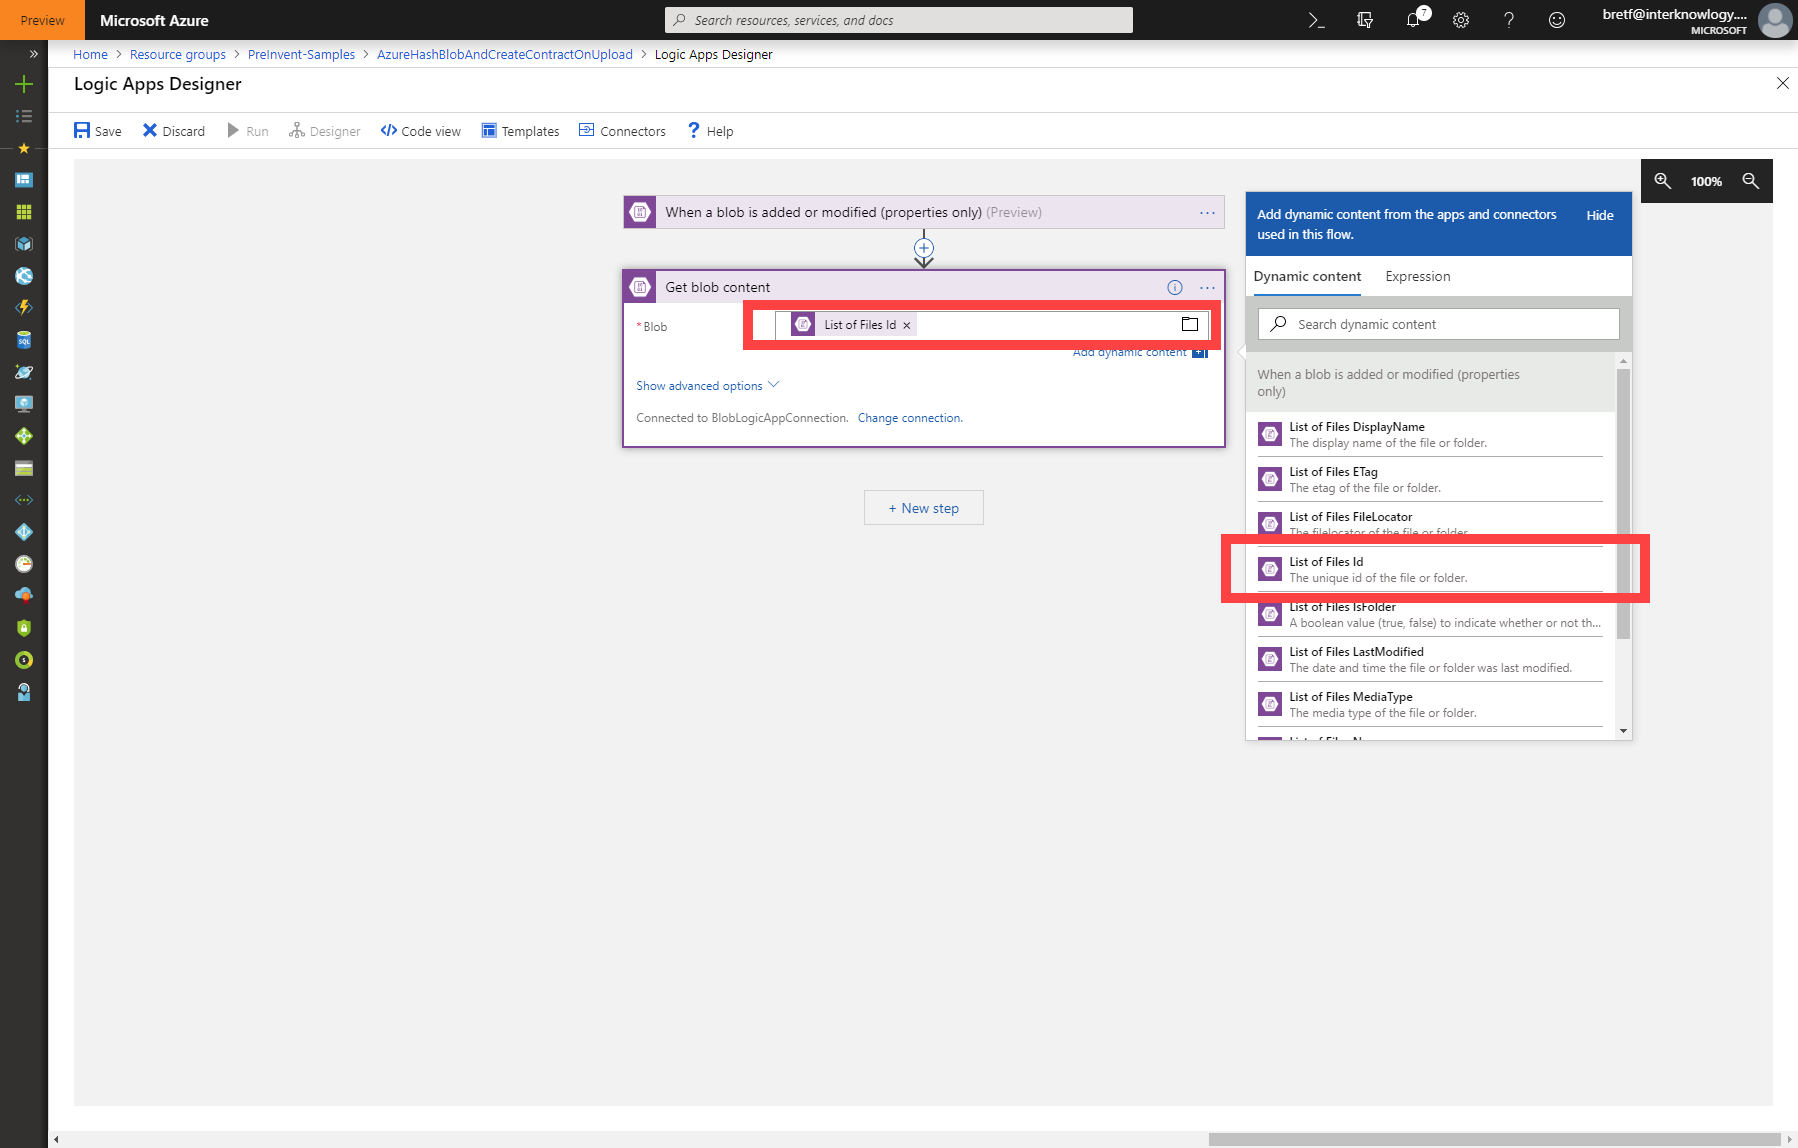 Preview
Microsoft Azure
Search resources, services, and docs
7
bretf@interknowlogy....
MICROSOFT
Home > Resource groups > PreInvent-Samples > AzureHashBlobAndCreateContractOnUpload > Logic Apps Designer
Logic Apps Designer
Save
Discard
Run
Designer
Code view
Templates
Connectors
Help
100%
When a blob is added or modified (properties only) (Preview)
Get blob content
* Blob
List of Files Id
Add dynamic content
Show advanced options
Connected to BlobLogicAppConnection. Change connection.
+ New step
Add dynamic content from the apps and connectors
used in this flow.
Hide
Dynamic content
Expression
Search dynamic content
When a blob is added or modified (properties
only)
List of Files DisplayName
The display name of the file or folder.
List of Files ETag
The etag of the file or folder.
List of Files FileLocator
The filelocator of the file or folder.
List of Files Id
The unique id of the file or folder.
List of Files IsFolder
A boolean value (true, false) to indicate whether or not th...
List of Files LastModified
The date and time the file or folder was last modified.
List of Files MediaType
The media type of the file or folder.